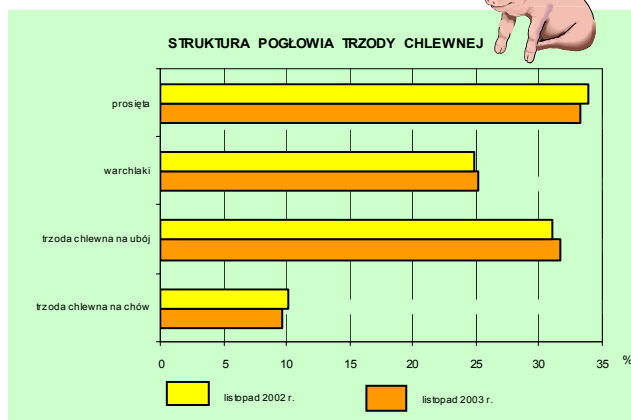 STRUKTURA POGŁOWIA TRZODY CHLEWNEJ
prosięta
warchlaki
trzoda chlewna na ubój
trzoda chlewna na chów
0 5 10 15 20 25 30 35 %
listopad 2002 r. listopad 2003 r.